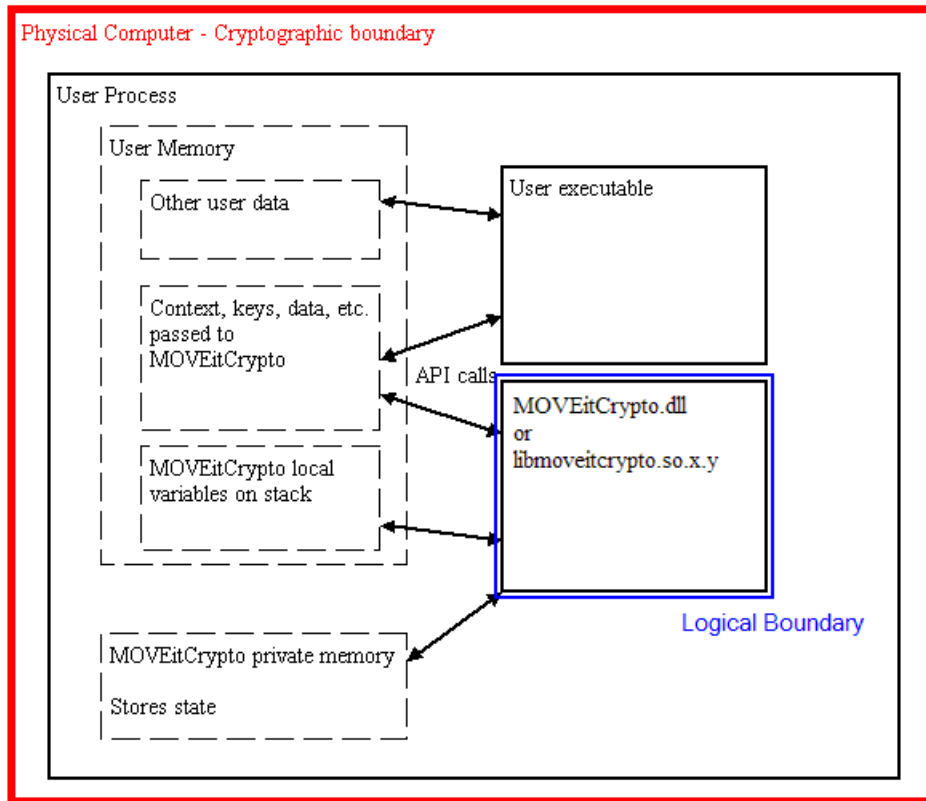 Physical Computer - Cryptographic boundary
User Process
User Memory
Other user data
User executable
Context, keys, data, etc.
passed to
MOVEitCrypto
API calls
MOVEitCrypto.dll
or
libmoveitcrypto.so.x.y
MOVEitCrypto local
variables on stack
Logical Boundary
MOVEitCrypto private memory
Stores state